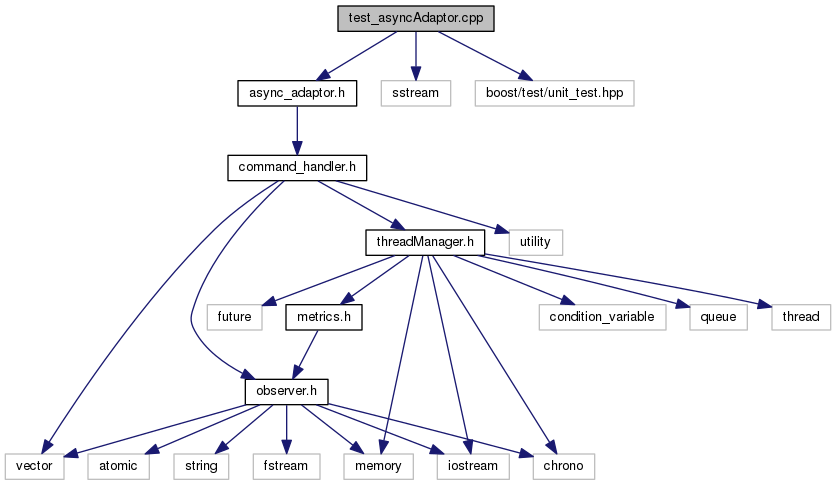 test_asyncAdaptor.cpp
async_adaptor.h
sstream
boost/test/unit_test.hpp
command_handler.h
threadManager.h
utility
future
metrics.h
condition_variable
queue
thread
observer.h
vector
atomic
string
fstream
memory
iostream
chrono